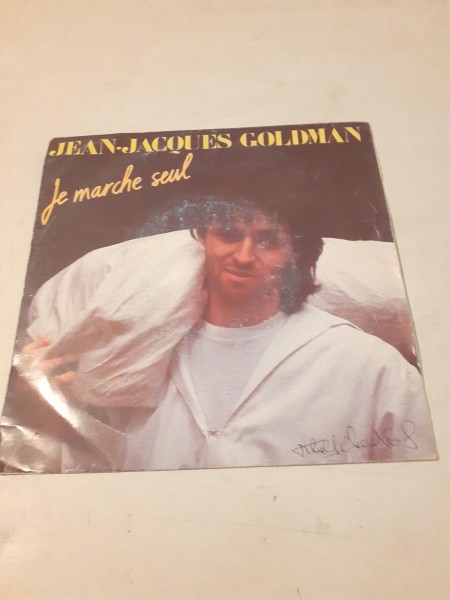 JEAN-JACQUES GOLDMAN
Je marche seul